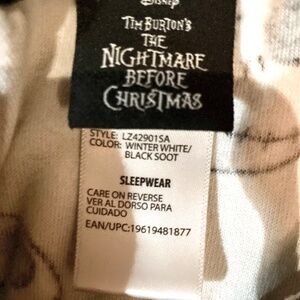 Disney
TIM BURTON'S
THE
NIGHTMARE
BEFORE
CHRISTMAS
STYLE: LZ42901SA
COLOR: WINTER WHITE/
BLACK SOOT
SLEEPWEAR
CARE ON REVERSE
VER AL DORSO PARA
CUIDADO
EAN/UPC:19619481877